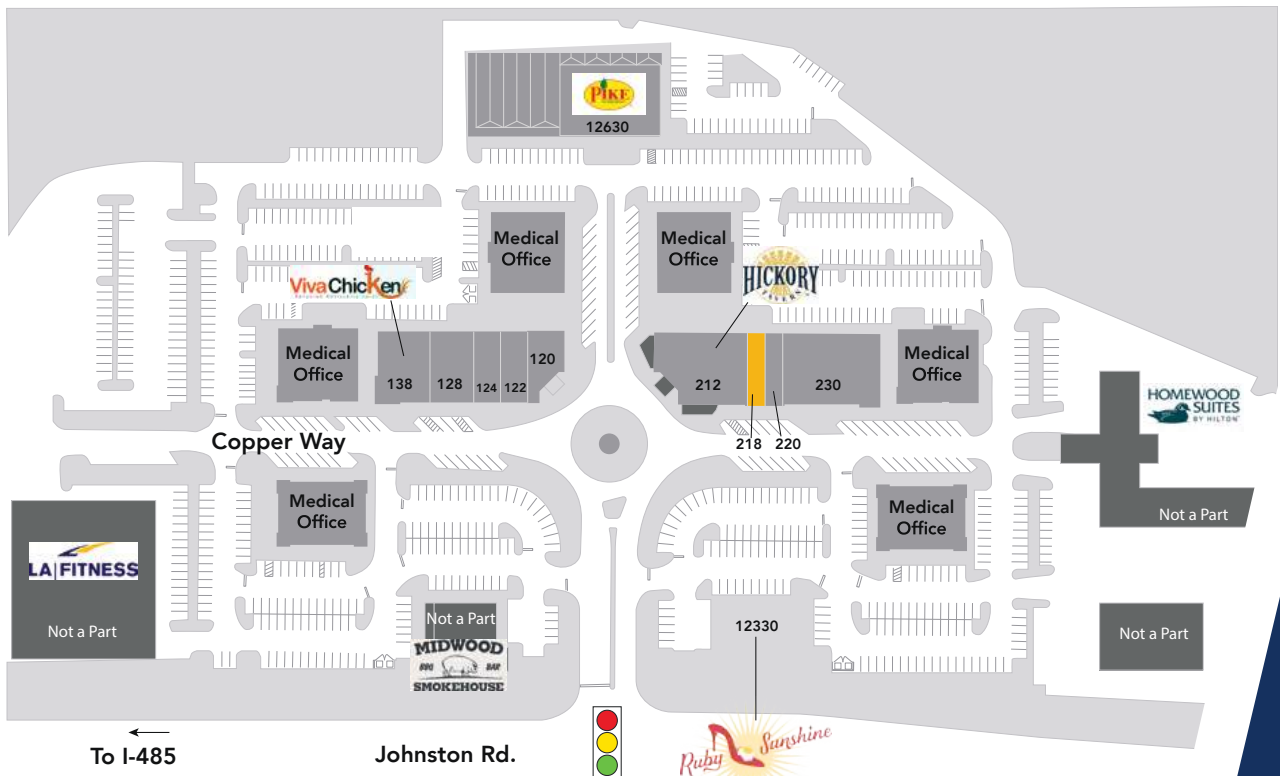 PIKE
12630
Medical
Office
Medical
Office
VivaChicken
HICKORY
TAVERN
Medical
Office
138
128
124
122
120
212
218
220
230
Medical
Office
HOMEWOOD
SUITES
BY HILTON
Copper Way
Medical
Office
Medical
Office
Not a Part
LA FITNESS
Not a Part
Not a Part
MIDWOOD
BBQ
BAR
SMOKEHOUSE
12330
Not a Part
Ruby Sunshine
To I-485
Johnston Rd.